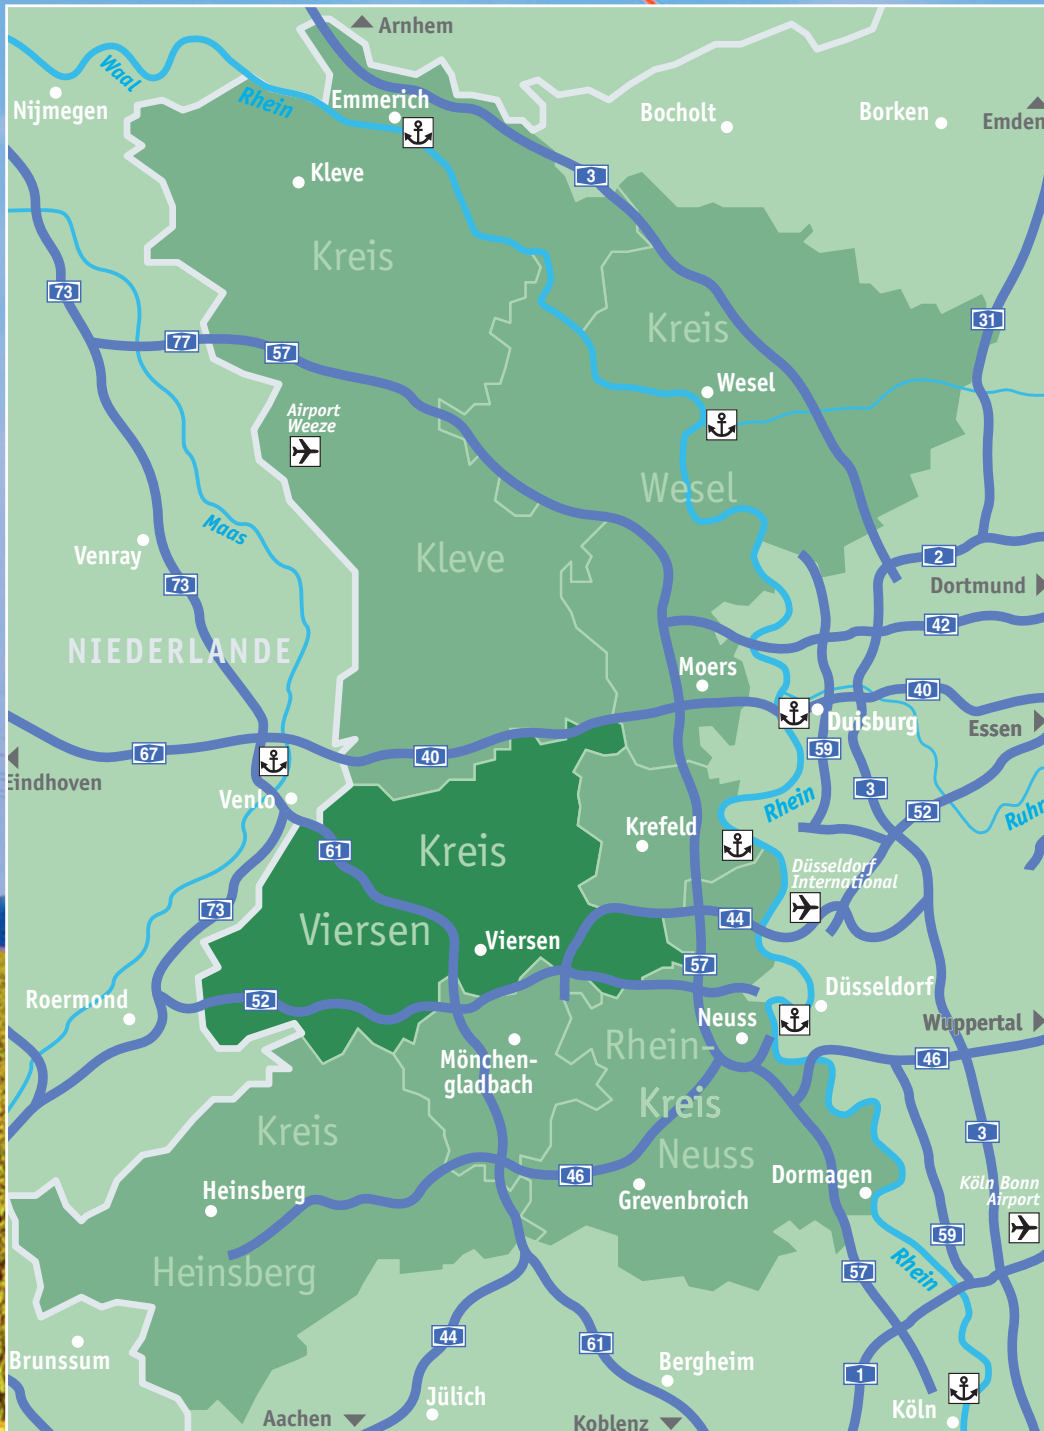 Arnhem
Waal
Rhein
Nijmegen
Emmerich
Bocholt
Borken
Emden
Kleve
3
Kreis
73
31
Kreis
77
57
Wesel
Airport
Weeze
Wesel
Maas
Venray
Kleve
2
73
Dortmund
42
NIEDERLANDE
Moers
40
Duisburg
Essen
67
40
59
Eindhoven
3
Venlo
Rhein
52
Ruhr
Krefeld
61
Kreis
Düsseldorf
International
73
44
Viersen
Viersen
57
Roermond
52
Düsseldorf
Neuss
Wuppertal
Rhein-
Mönchen-
gladbach
46
Kreis
Kreis
3
Neuss
46
Dormagen
Heinsberg
Grevenbroich
Köln Bonn
Airport
59
Heinsberg
57
Rhein
44
61
Brunssum
Bergheim
1
Jülich
Köln
Aachen
Koblenz